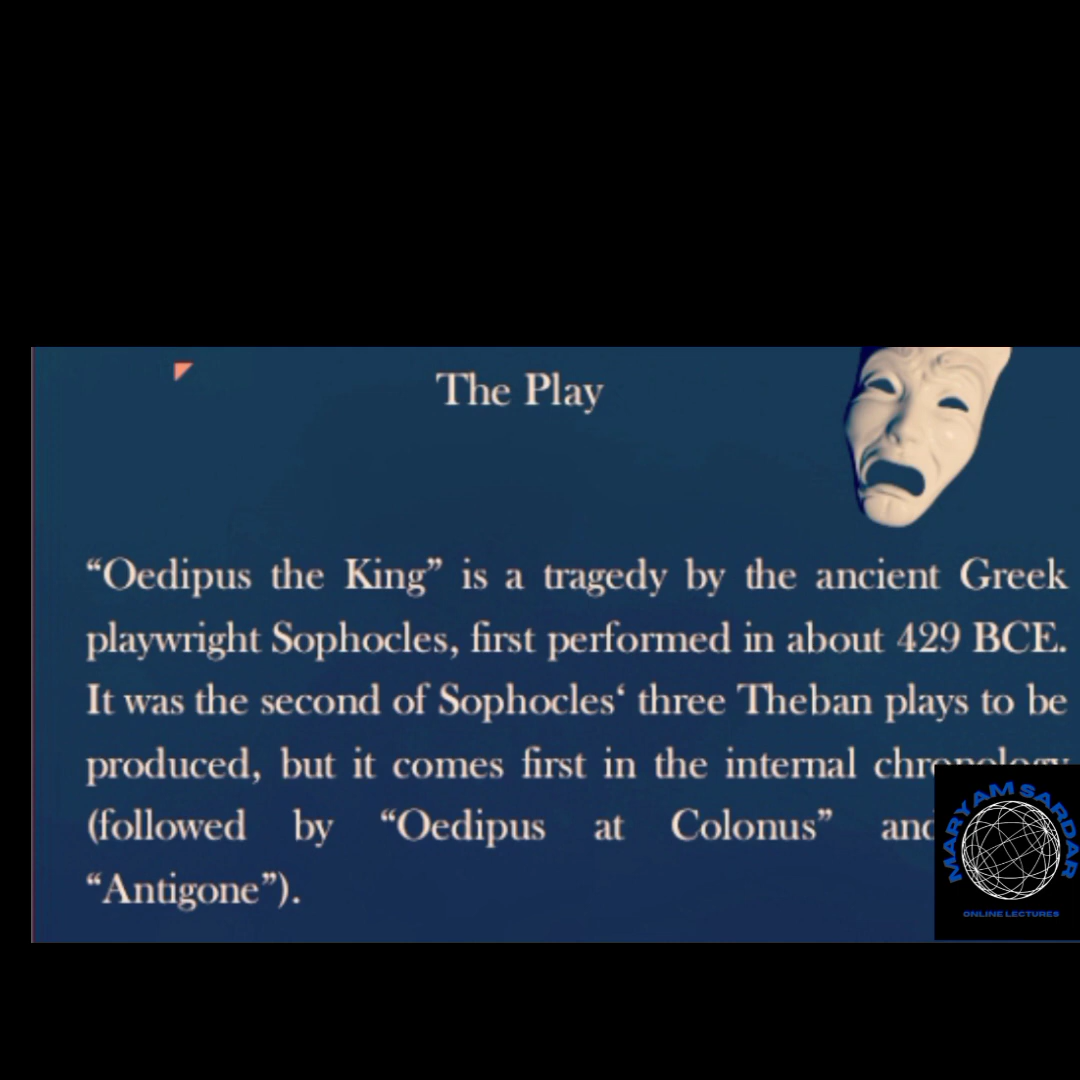 The Play
“Oedipus the King” is a tragedy by the ancient Greek
playwright Sophocles, first performed in about 429 BCE.
It was the second of Sophocles‘ three Theban plays to be
produced, but it comes first in the internal chronology
(followed by “Oedipus at Colonus” and
“Antigone”).
MARYAM SARDAR
ONLINE LECTURES